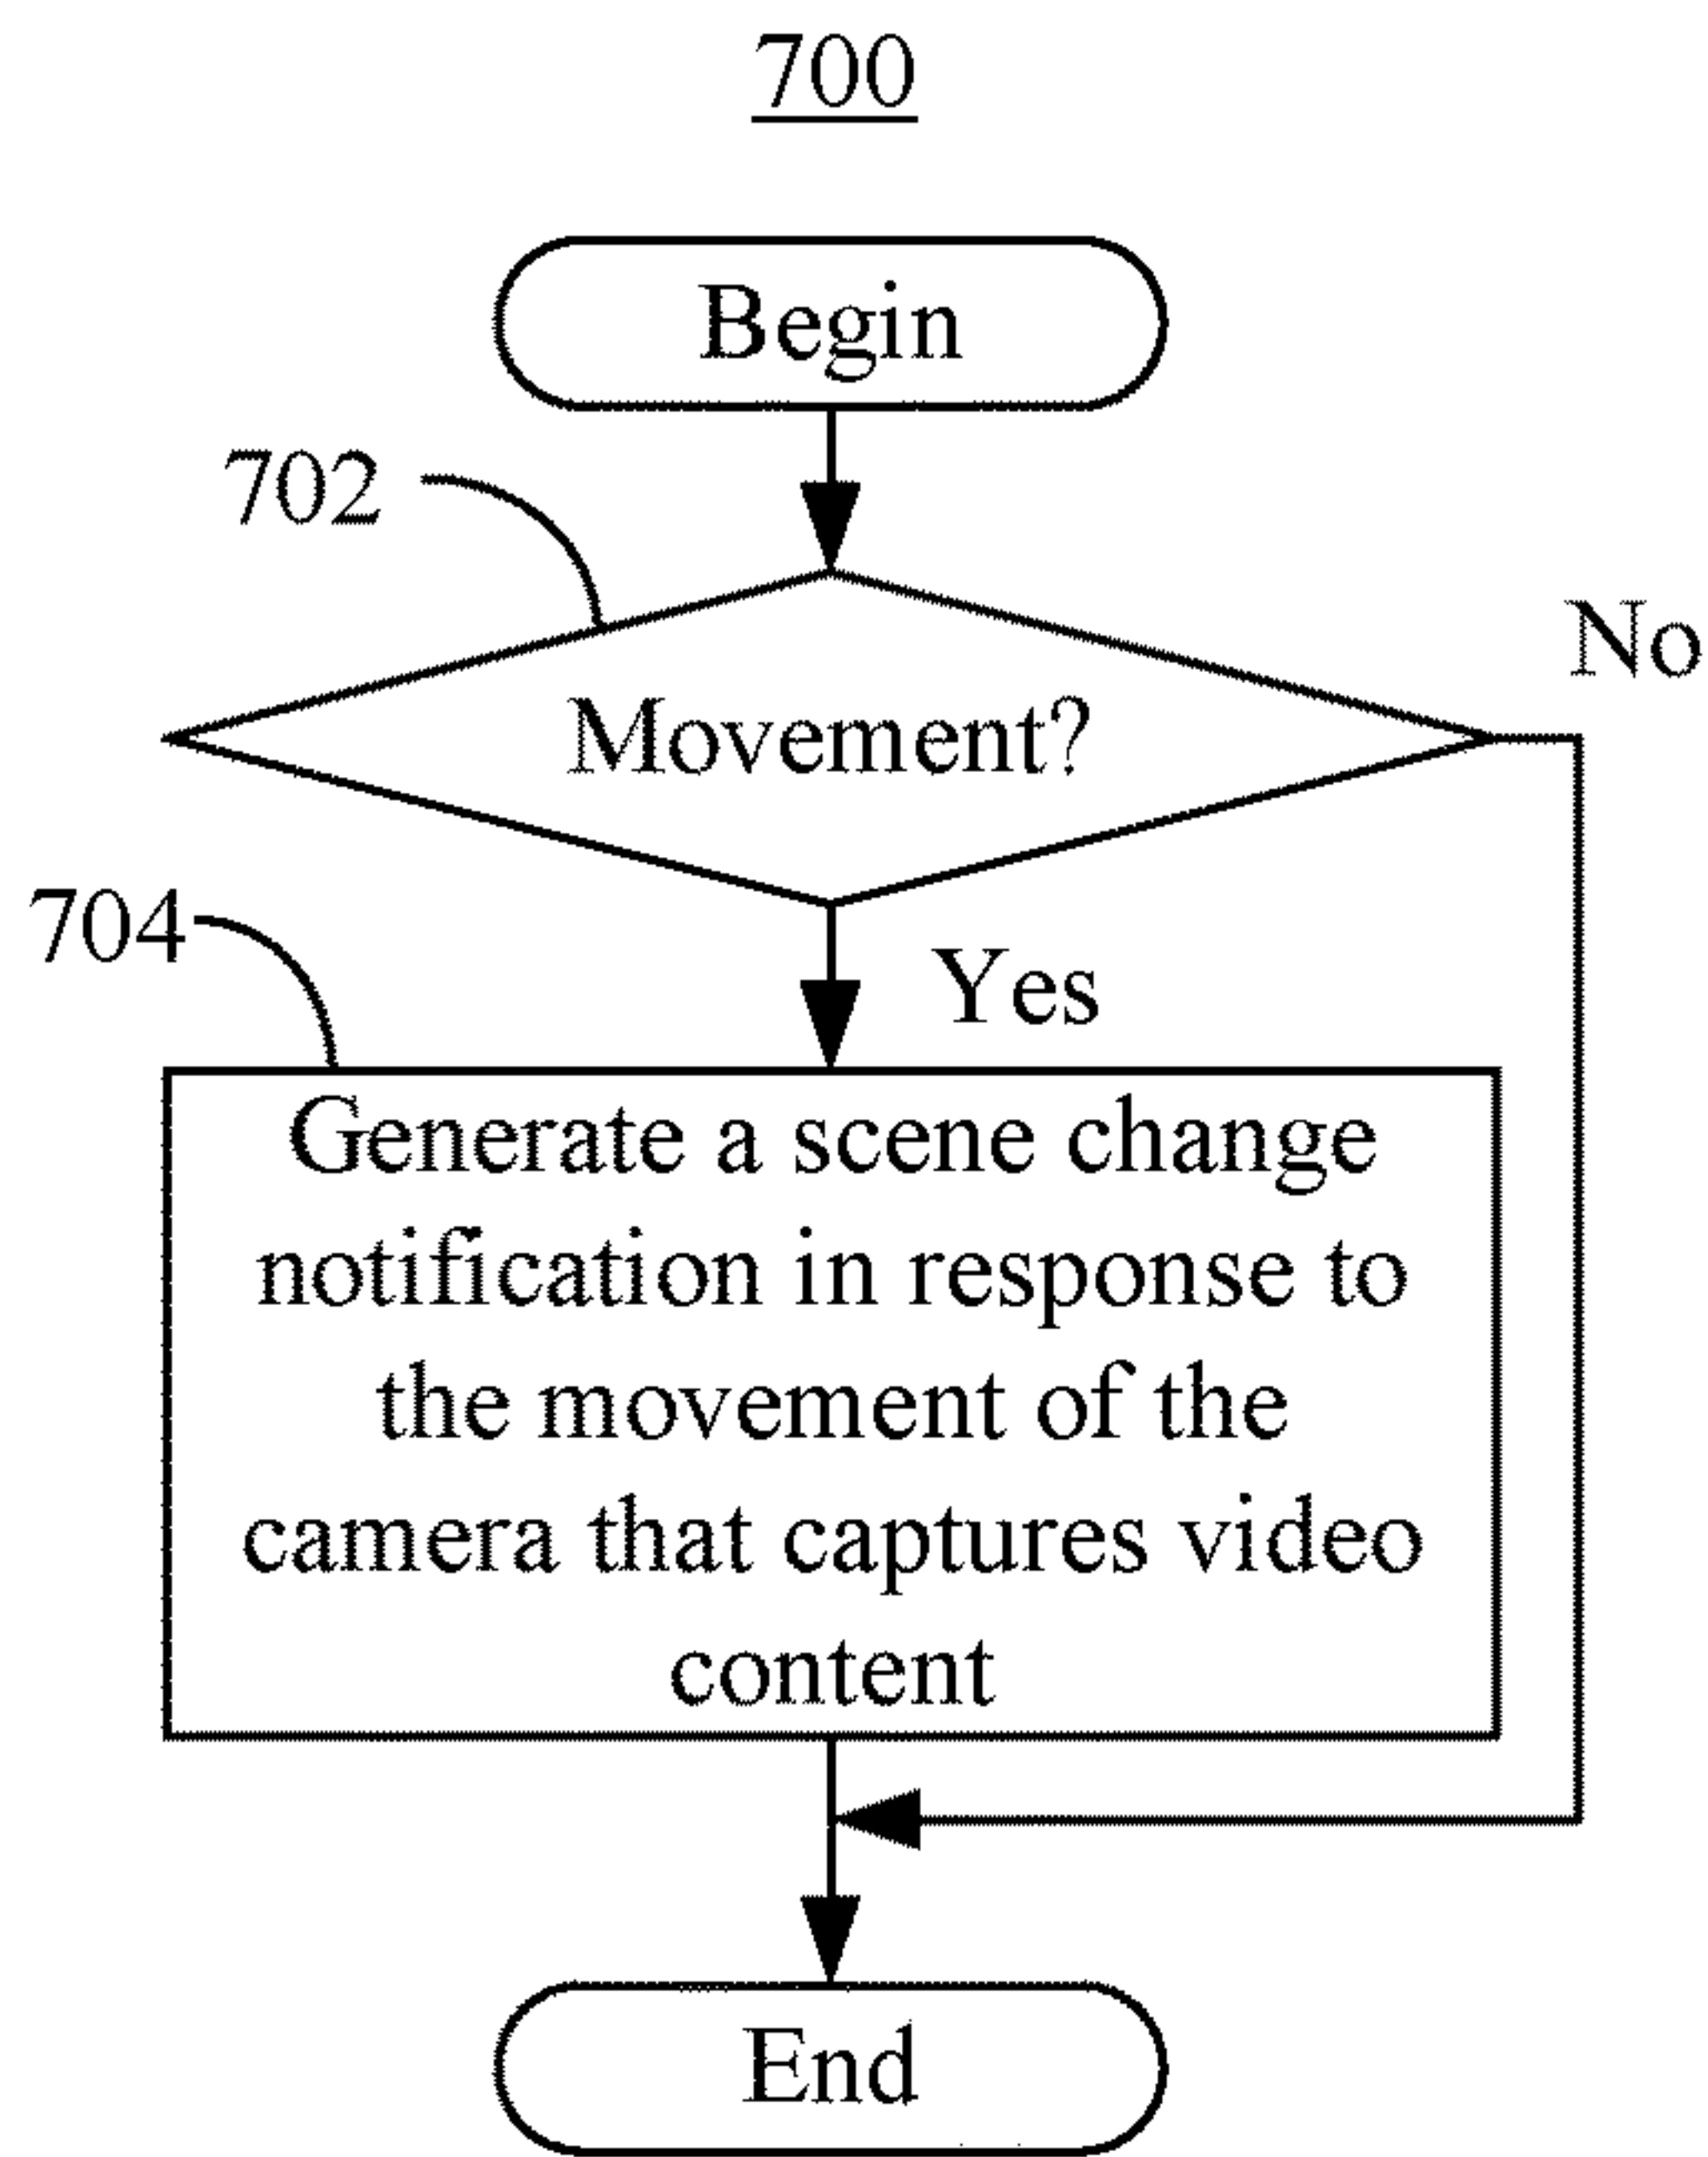 700
Begin
702
No
Movement?
704
Yes
Generate a scene change
notification in response to
the movement of the
camera that captures video
content
End